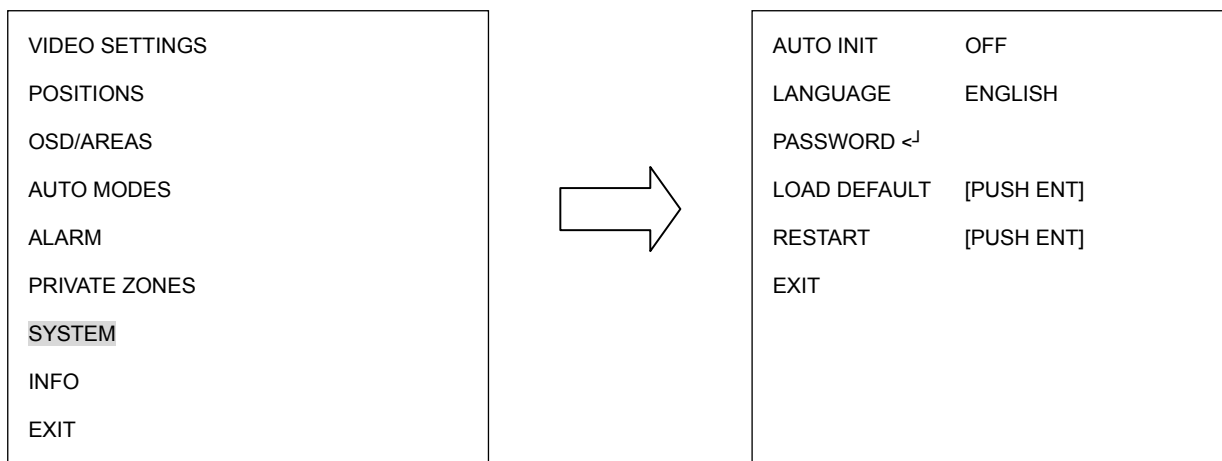 VIDEO SETTINGS
POSITIONS
OSD/AREAS
AUTO MODES
ALARM
PRIVATE ZONES
SYSTEM
INFO
EXIT
AUTO INIT OFF
LANGUAGE ENGLISH
PASSWORD <┘
LOAD DEFAULT [PUSH ENT]
RESTART [PUSH ENT]
EXIT